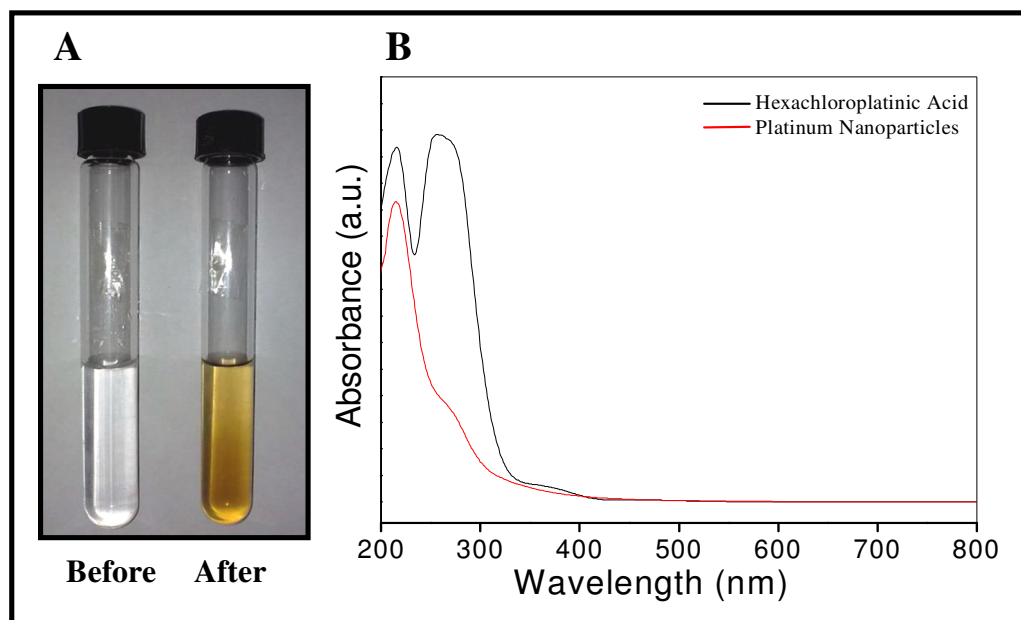 A
B
Hexachloroplatinic Acid
Platinum Nanoparticles
Absorbance (a.u.)
200 300 400 500 600 700 800
Wavelength (nm)
Before After